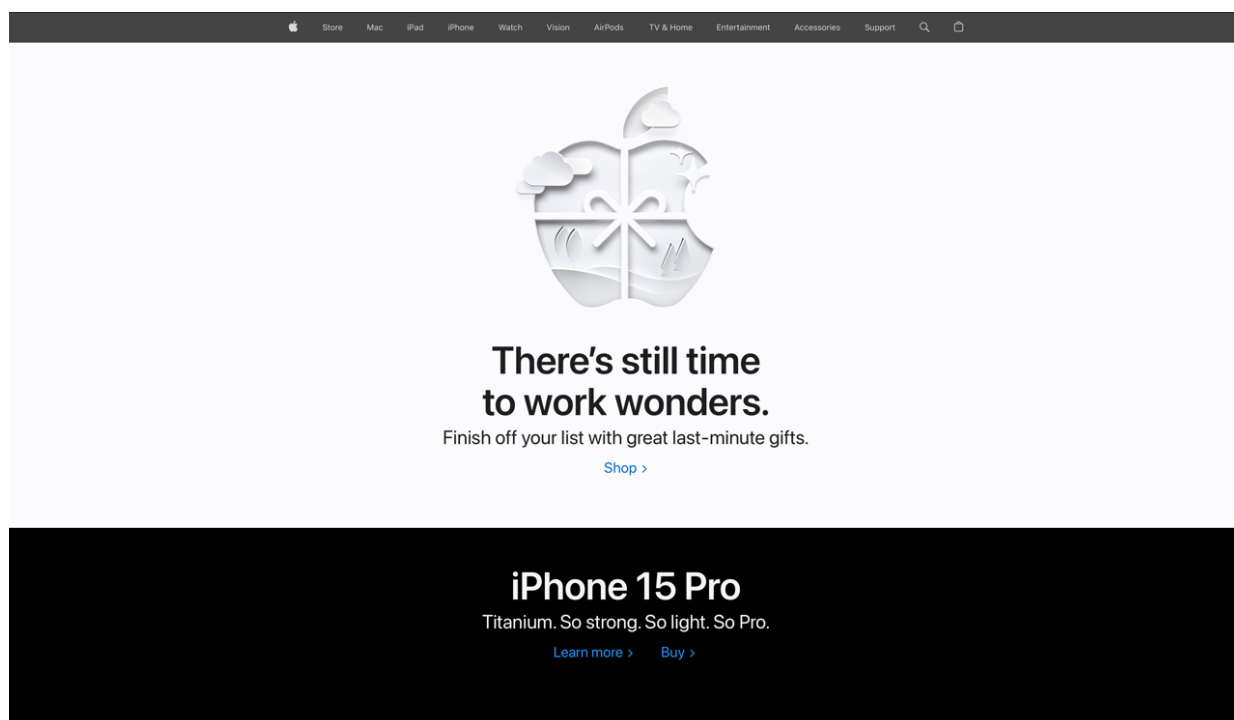 Store Mac iPad iPhone Watch Vision AirPods TV & Home Entertainment Accessories Support
There’s still time
to work wonders.
Finish off your list with great last-minute gifts.
Shop >
iPhone 15 Pro
Titanium. So strong. So light. So Pro.
Learn more > Buy >